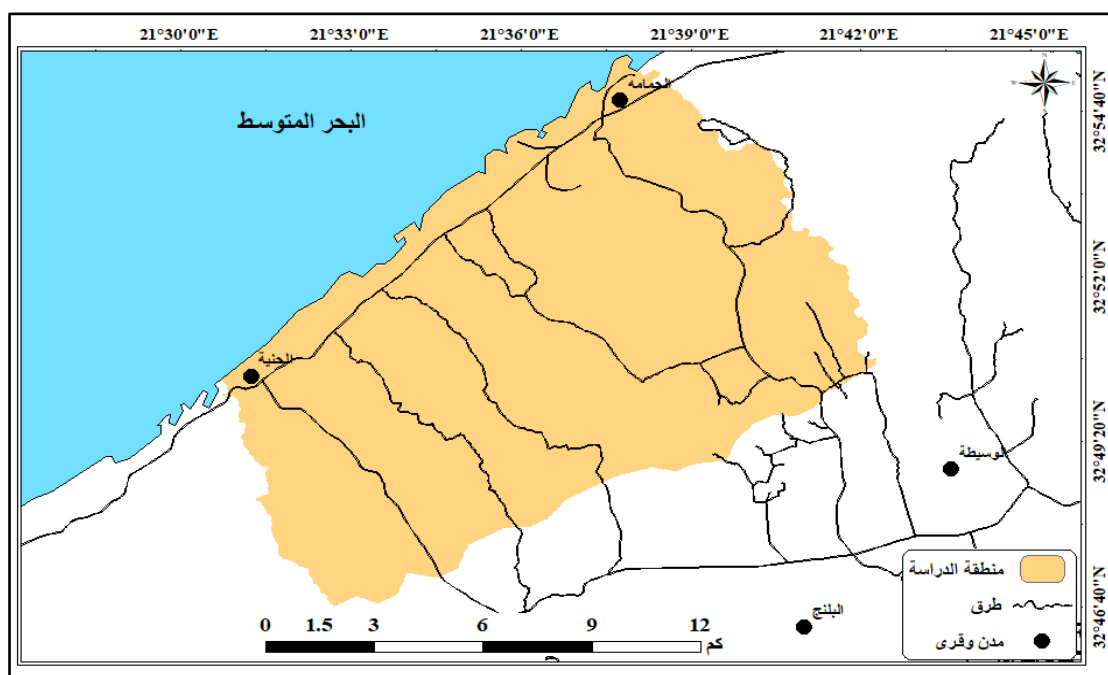 21°30'0"E 21°33'0"E 21°36'0"E 21°39'0"E 21°42'0"E 21°45'0"E
N
W E
الحمامه
32°54'40"N
البحر المتوسط
32°52'0"N
الحنية
32°49'20"N
الوسيطة
منطقة الدراسة
طرق
مدن وقرى
32°46'40"N
البلنج
0 1.5 3 6 9 12
كم